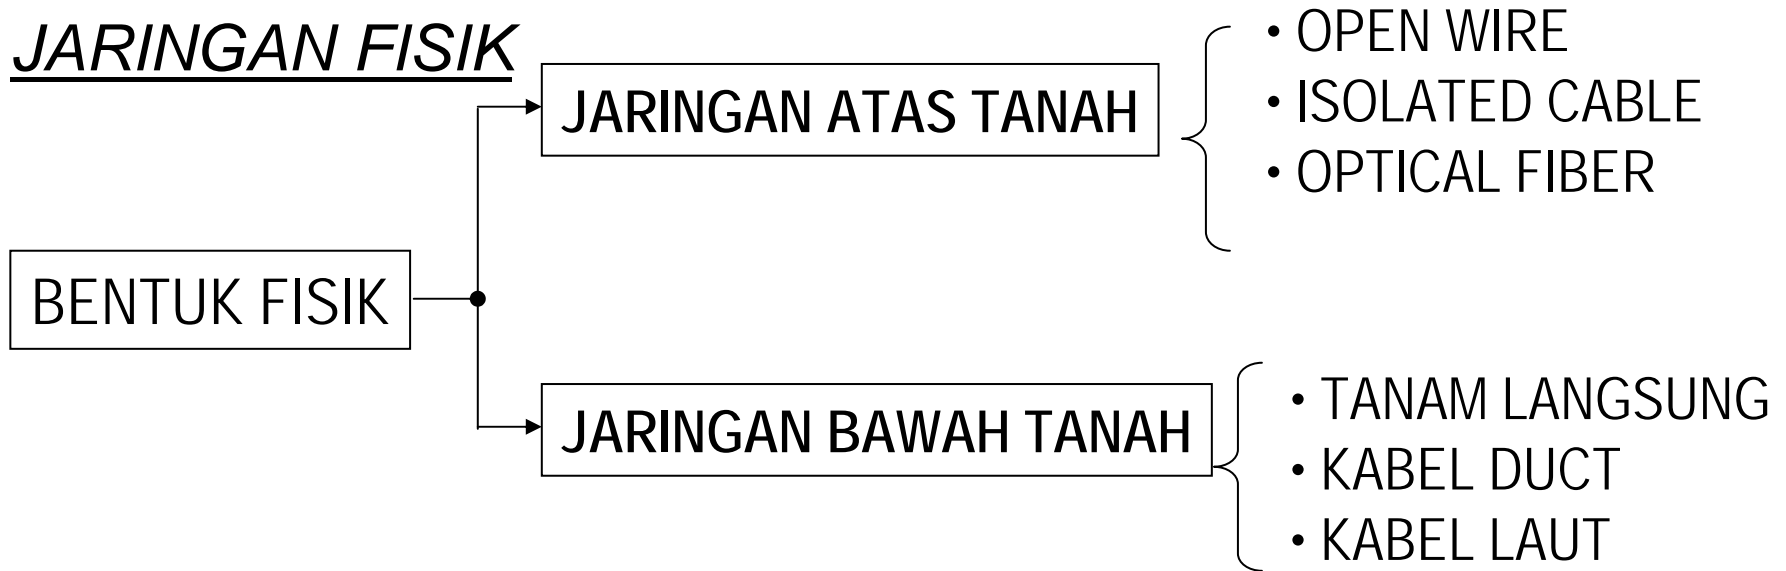 JARINGAN FISIK
JARINGAN ATAS TANAH
• OPEN WIRE
• ISOLATED CABLE
• OPTICAL FIBER
BENTUK FISIK
JARINGAN BAWAH TANAH
• TANAM LANGSUNG
• KABEL DUCT
• KABEL LAUT